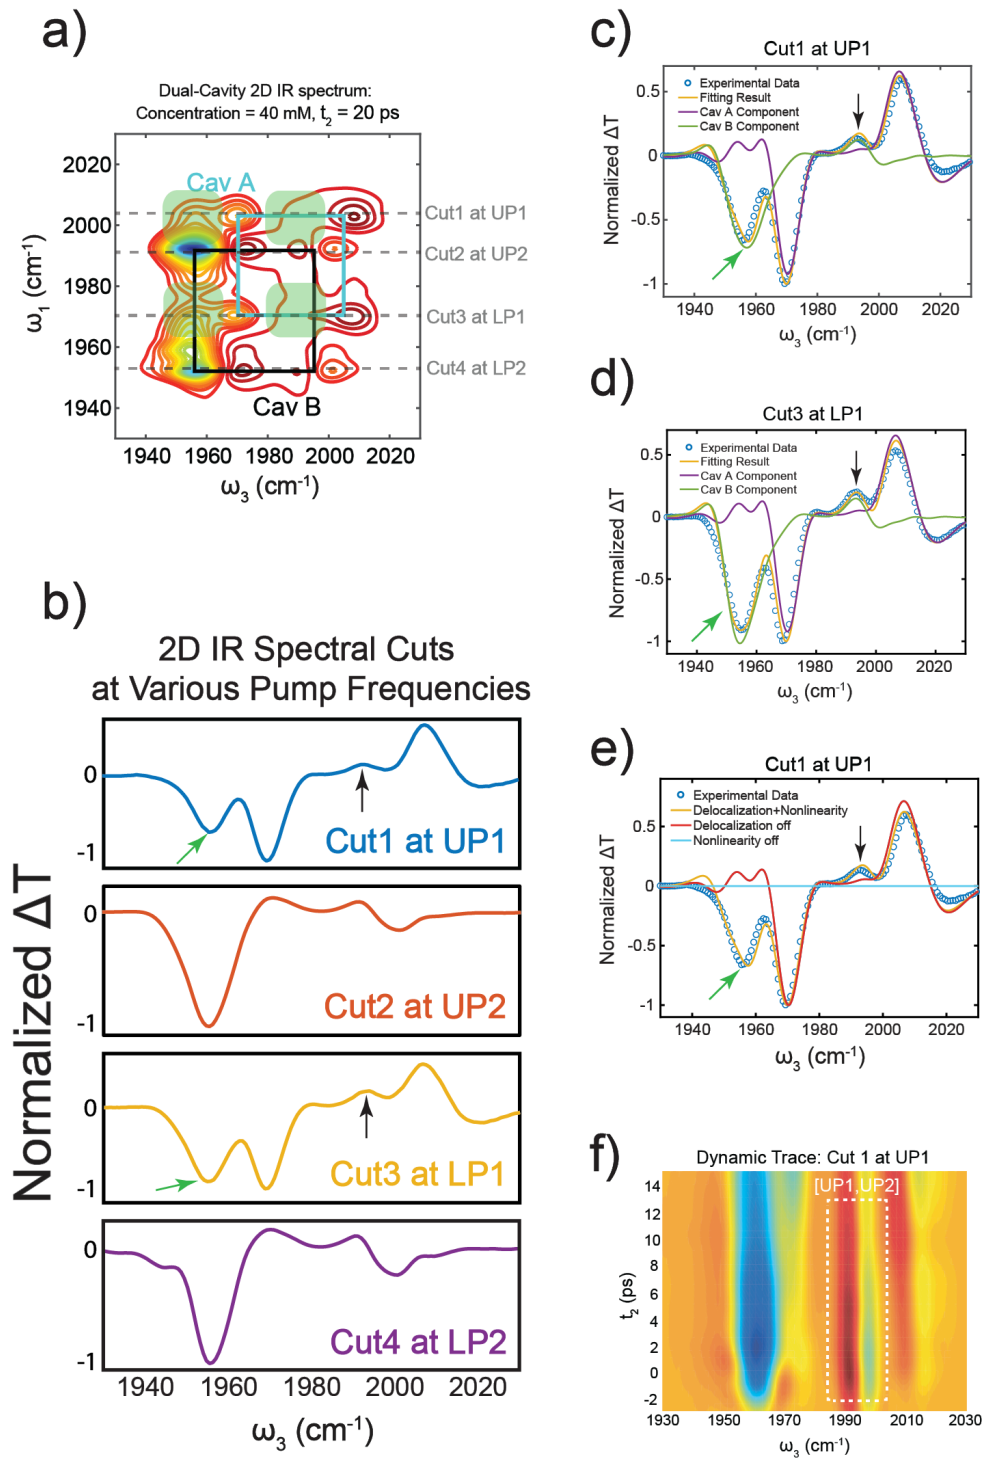 a)
Dual-Cavity 2D IR spectrum:
Concentration = 40 mM, t2 = 20 ps
2020
2000
1980
1960
1940
ω1 (cm-1)
Cav A
Cav B
Cut1 at UP1
Cut2 at UP2
Cut3 at LP1
Cut4 at LP2
1940 1960 1980 2000 2020
ω3 (cm-1)
b)
2D IR Spectral Cuts
at Various Pump Frequencies
Normalized ΔT
0
-1
Cut1 at UP1
0
-1
Cut2 at UP2
0
-1
Cut3 at LP1
0
-1
Cut4 at LP2
1940 1960 1980 2000 2020
ω3 (cm-1)
c)
Cut1 at UP1
Normalized ΔT
0.5
0
-0.5
-1
Experimental Data
Fitting Result
Cav A Component
Cav B Component
1940 1960 1980 2000 2020
ω3 (cm-1)
d)
Cut3 at LP1
Normalized ΔT
0.5
0
-0.5
-1
Experimental Data
Fitting Result
Cav A Component
Cav B Component
1940 1960 1980 2000 2020
ω3 (cm-1)
e)
Cut1 at UP1
Normalized ΔT
0.5
0
-0.5
-1
Experimental Data
Delocalization+Nonlinearity
Delocalization off
Nonlinearity off
1940 1960 1980 2000 2020
ω3 (cm-1)
f)
Dynamic Trace: Cut 1 at UP1
[UP1,UP2]
t2 (ps)
14
12
10
8
6
4
2
0
-2
1930 1950 1970 1990 2010 2030
ω3 (cm-1)